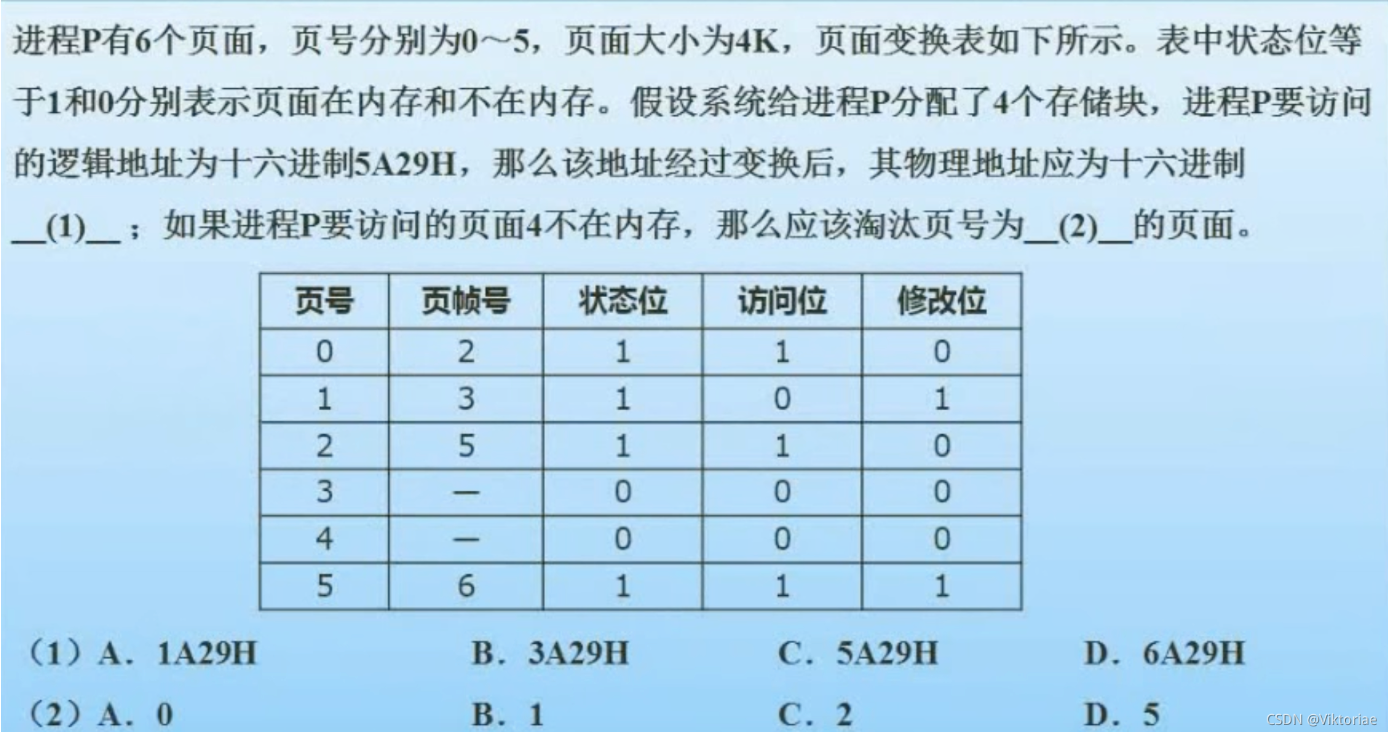 进程P有6个页面，页号分别为0～5，页面大小为4K，页面变换表如下所示。表中状态位等
于1和0分别表示页面在内存和不在内存。假设系统给进程P分配了4个存储块，进程P要访问
的逻辑地址为十六进制5A29H，那么该地址经过变换后，其物理地址应为十六进制
__(1)__ ；如果进程P要访问的页面4不在内存，那么应该淘汰页号为__(2)__的页面。
页号 页帧号 状态位 访问位 修改位
0 2 1 1 0
1 3 1 0 1
2 5 1 1 0
3 — 0 0 0
4 — 0 0 0
5 6 1 1 1
（1）A．1A29H B．3A29H C．5A29H D．6A29H
（2）A．0 B．1 C．2 D．5
CSDN @Viktoriae